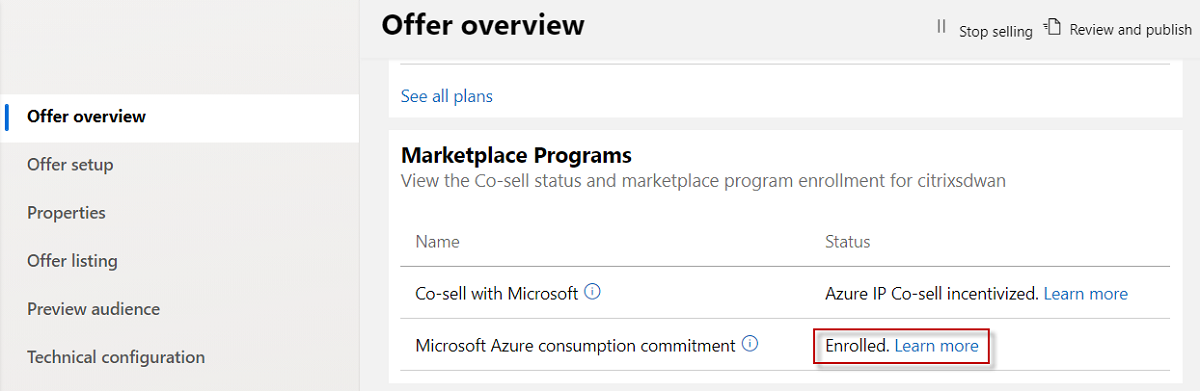 Offer overview
Stop selling
Review and publish
See all plans
Offer overview
Offer setup
Properties
Offer listing
Preview audience
Technical configuration
Marketplace Programs
View the Co-sell status and marketplace program enrollment for citrixsdwan
Name Status
Co-sell with Microsoft Azure IP Co-sell incentivized. Learn more
Microsoft Azure consumption commitment Enrolled. Learn more